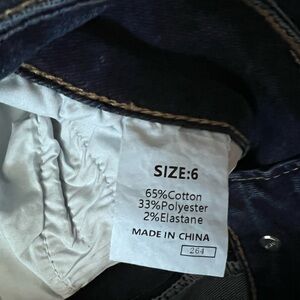 SIZE:6
65%Cotton
33%Polyester
2%Elastane
MADE IN CHINA
264